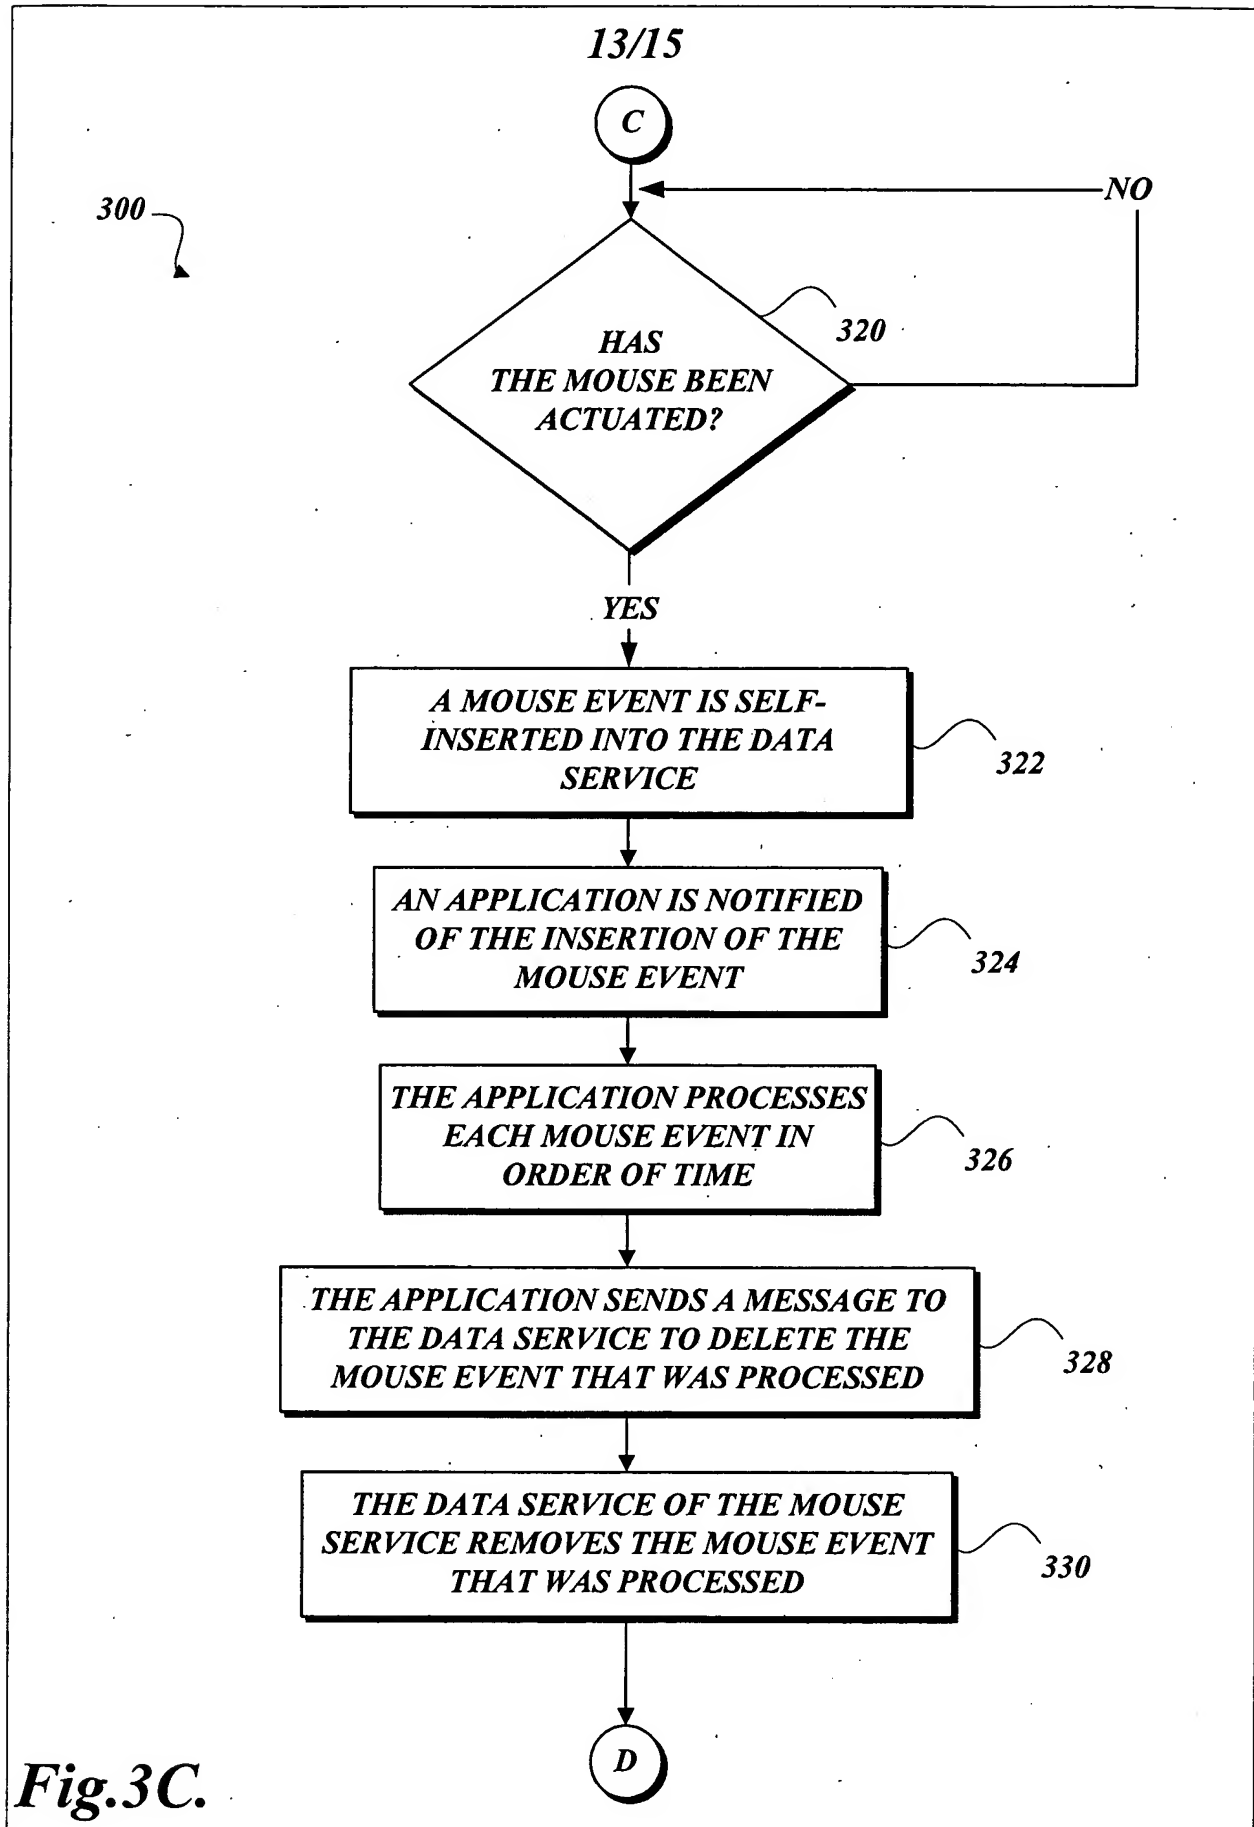 13/15
C
NO
300
320
HAS
THE MOUSE BEEN
ACTUATED?
YES
A MOUSE EVENT IS SELF-
INSERTED INTO THE DATA
SERVICE
322
AN APPLICATION IS NOTIFIED
OF THE INSERTION OF THE
MOUSE EVENT
324
THE APPLICATION PROCESSES
EACH MOUSE EVENT IN
ORDER OF TIME
326
THE APPLICATION SENDS A MESSAGE TO
THE DATA SERVICE TO DELETE THE
MOUSE EVENT THAT WAS PROCESSED
328
THE DATA SERVICE OF THE MOUSE
SERVICE REMOVES THE MOUSE EVENT
THAT WAS PROCESSED
330
D
Fig.3C.